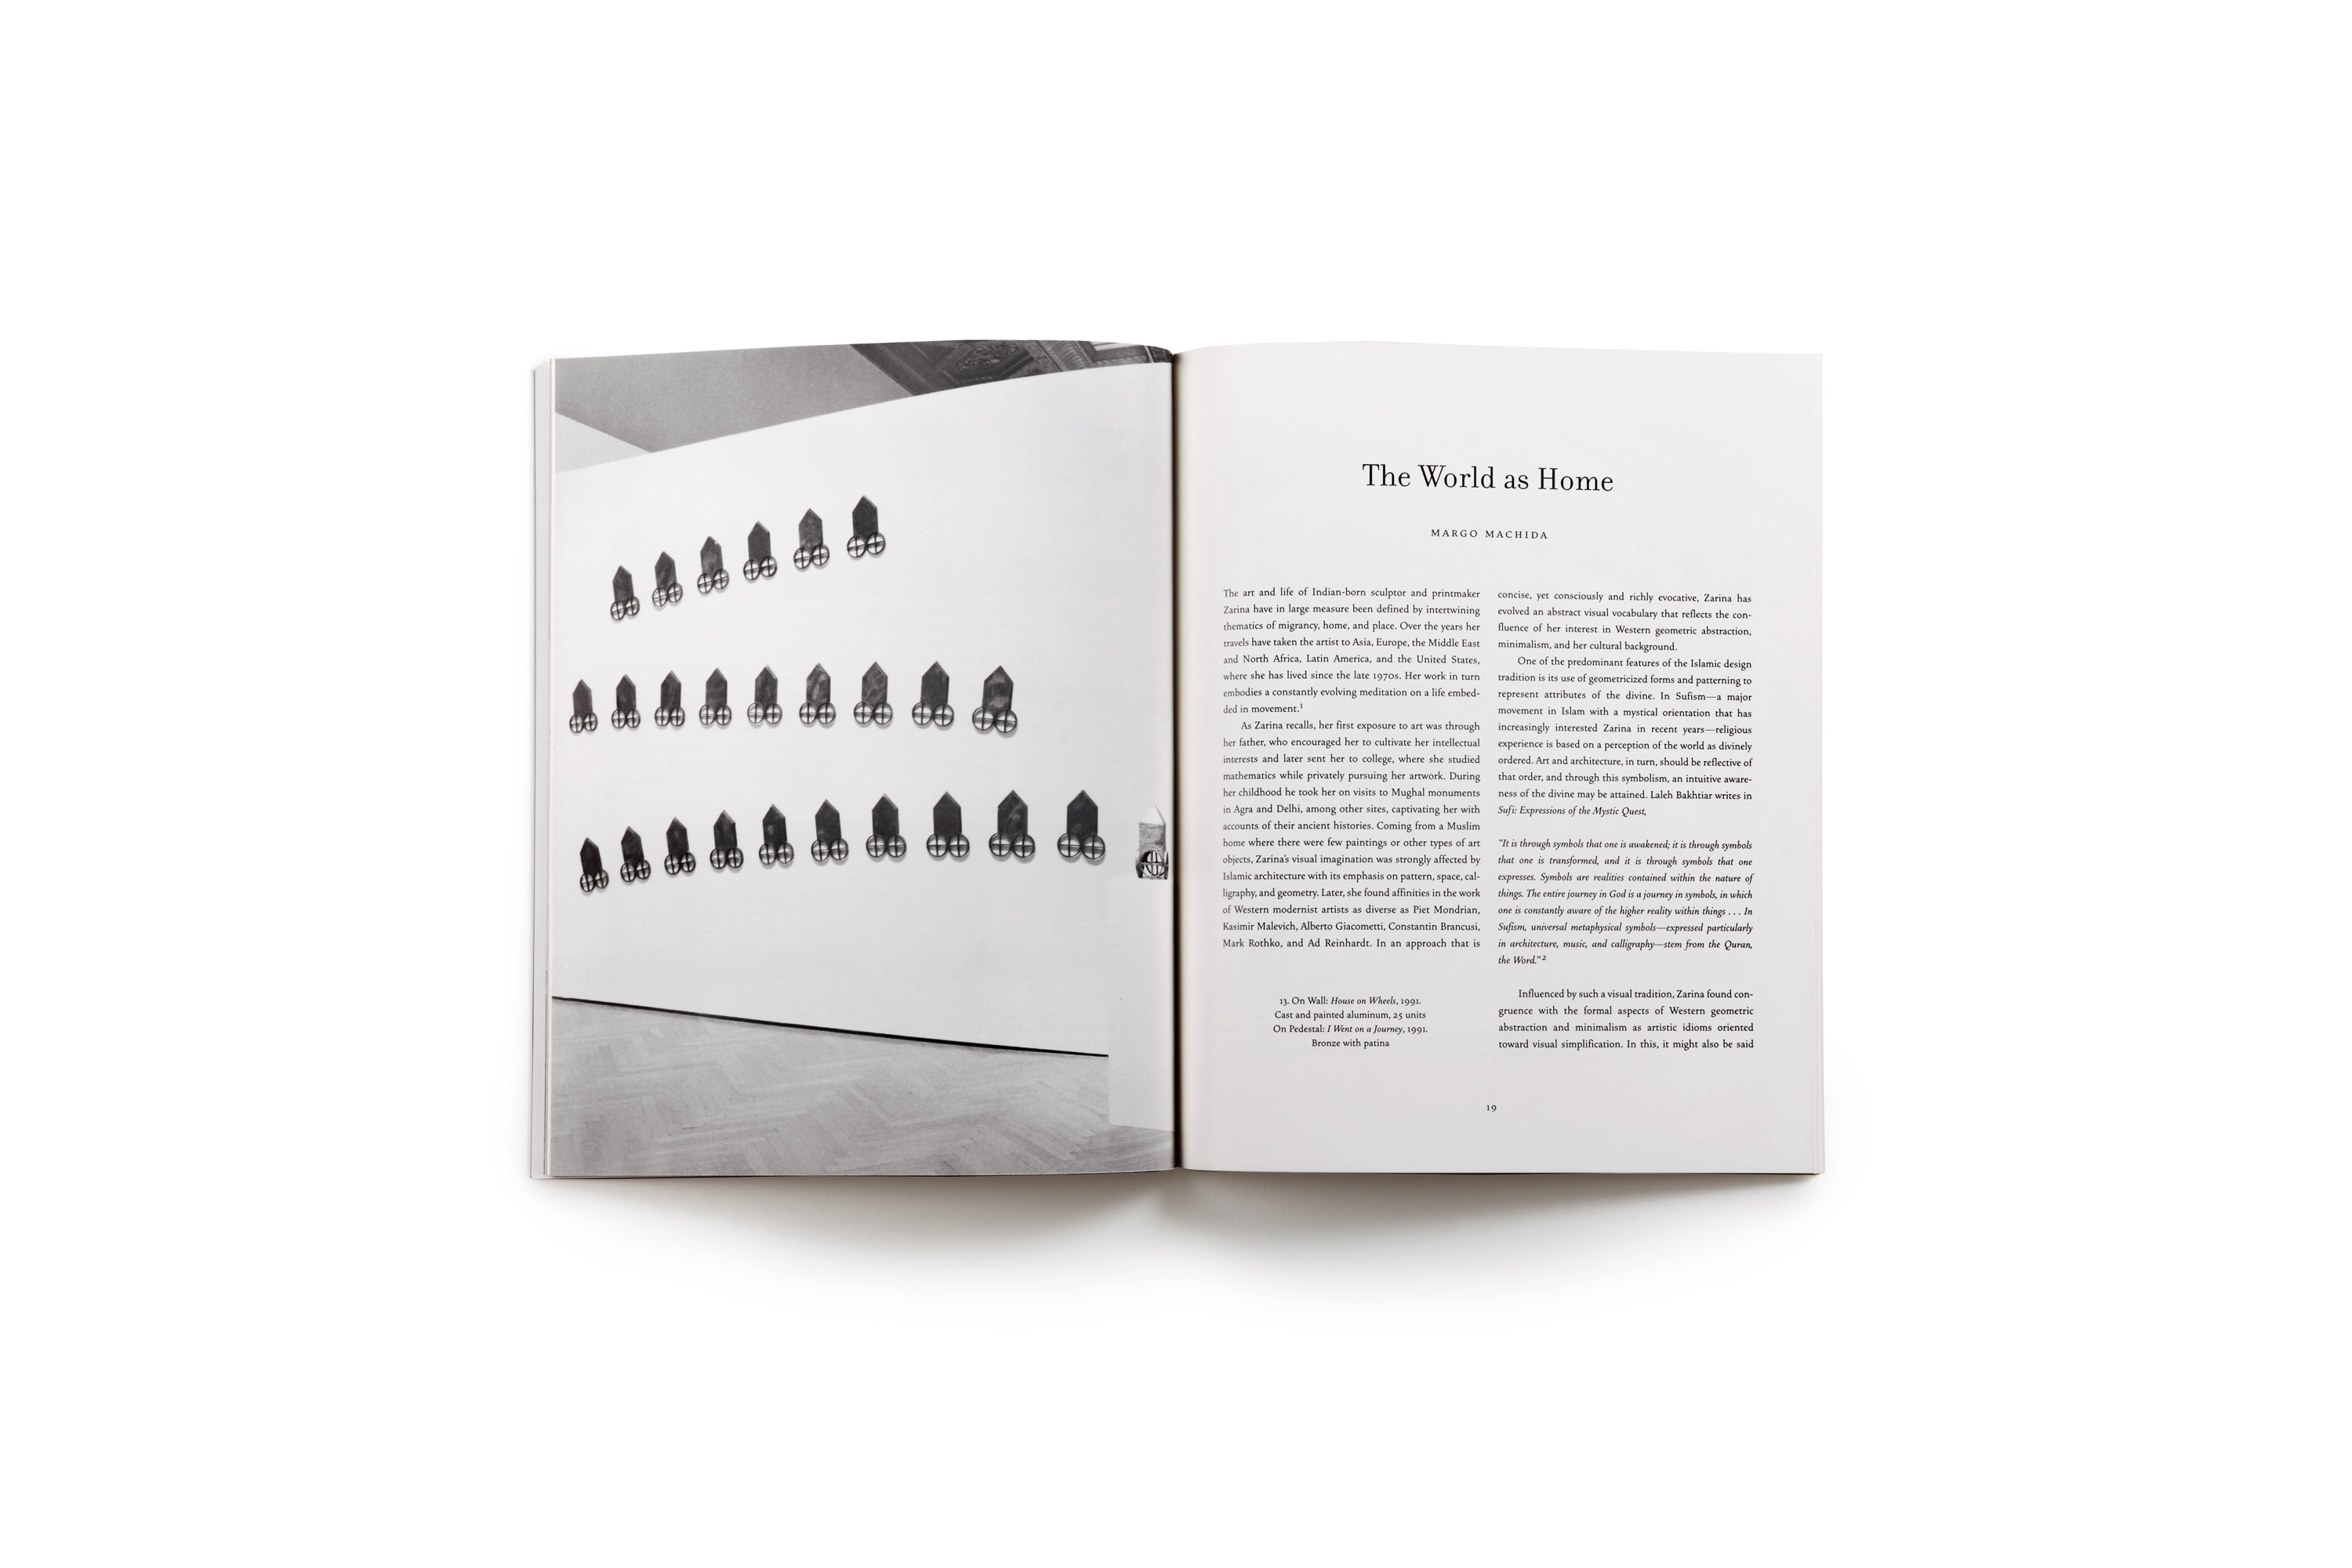 The World as Home
MARGO MACHIDA
The art and life of Indian-born sculptor and printmaker
Zarina have in large measure been defined by intertwining
thematics of migrancy, home, and place. Over the years her
travels have taken the artist to Asia, Europe, the Middle East
and North Africa, Latin America, and the United States,
where she has lived since the late 1970s. Her work in turn
embodies a constantly evolving meditation on a life embed-
ded in movement.¹
As Zarina recalls, her first exposure to art was through
her father, who encouraged her to cultivate her intellectual
interests and later sent her to college, where she studied
mathematics while privately pursuing her artwork. During
her childhood he took her on visits to Mughal monuments
in Agra and Delhi, among other sites, captivating her with
accounts of their ancient histories. Coming from a Muslim
home where there were few paintings or other types of art
objects, Zarina's visual imagination was strongly affected by
Islamic architecture with its emphasis on pattern, space, cal-
ligraphy, and geometry. Later, she found affinities in the work
of Western modernist artists as diverse as Piet Mondrian,
Kasimir Malevich, Alberto Giacometti, Constantin Brancusi,
Mark Rothko, and Ad Reinhardt. In an approach that is
13. On Wall: House on Wheels, 1991.
Cast and painted aluminum, 25 units
On Pedestal: I Went on a Journey, 1991.
Bronze with patina
concise, yet consciously and richly evocative, Zarina has
evolved an abstract visual vocabulary that reflects the con-
fluence of her interest in Western geometric abstraction,
minimalism, and her cultural background.
One of the predominant features of the Islamic design
tradition is its use of geometricized forms and patterning to
represent attributes of the divine. In Sufism—a major
movement in Islam with a mystical orientation that has
increasingly interested Zarina in recent years—religious
experience is based on a perception of the world as divinely
ordered. Art and architecture, in turn, should be reflective of
that order, and through this symbolism, an intuitive aware-
ness of the divine may be attained. Laleh Bakhtiar writes in
Sufi: Expressions of the Mystic Quest,
"It is through symbols that one is awakened; it is through symbols
that one is transformed, and it is through symbols that one
expresses. Symbols are realities contained within the nature of
things. The entire journey in God is a journey in symbols, in which
one is constantly aware of the higher reality within things . . . In
Sufism, universal metaphysical symbols—expressed particularly
in architecture, music, and calligraphy—stem from the Quran,
the Word."²
Influenced by such a visual tradition, Zarina found con-
gruence with the formal aspects of Western geometric
abstraction and minimalism as artistic idioms oriented
toward visual simplification. In this, it might also be said
19